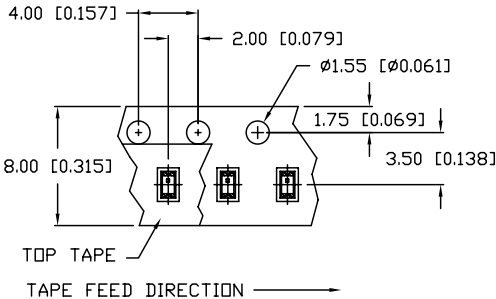 4.00 [0.157]
2.00 [0.079]
Ø1.55 [Ø0.061]
1.75 [0.069]
3.50 [0.138]
8.00 [0.315]
TOP TAPE
TAPE FEED DIRECTION